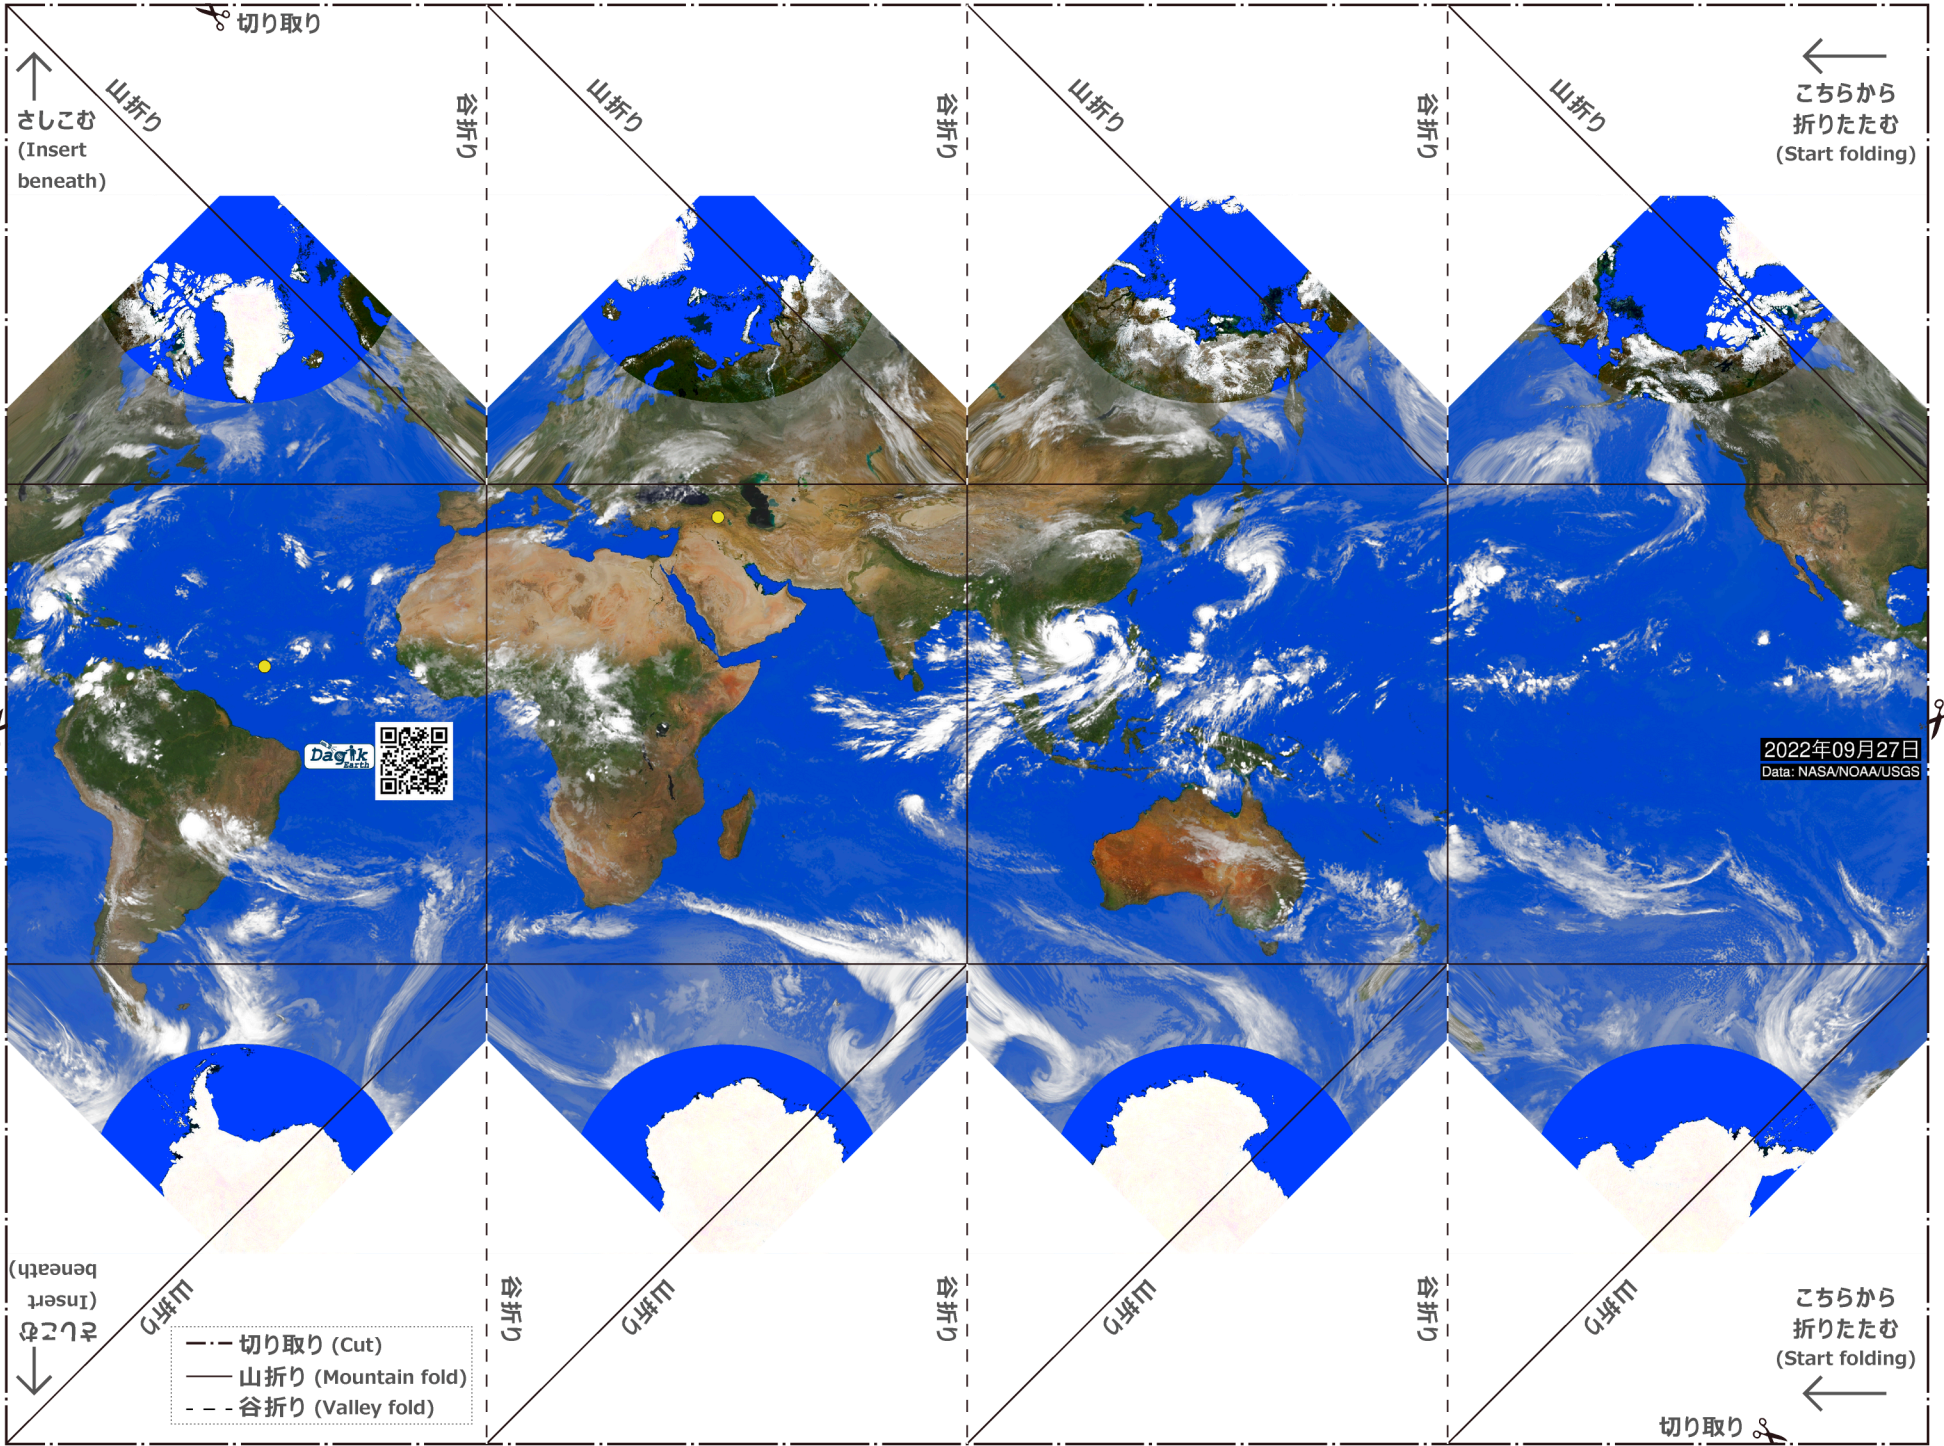 切り取り
さしこむ
(Insert
beneath)
山折り
谷折り
山折り
谷折り
山折り
谷折り
山折り
こちらから
折りたたむ
(Start folding)
Dagik
Earth
2022年09月27日
Data: NASA/NOAA/USGS
さしこむ
(Insert
beneath)
山折り
谷折り
山折り
谷折り
山折り
谷折り
山折り
こちらから
折りたたむ
(Start folding)
切り取り (Cut)
山折り (Mountain fold)
谷折り (Valley fold)
切り取り